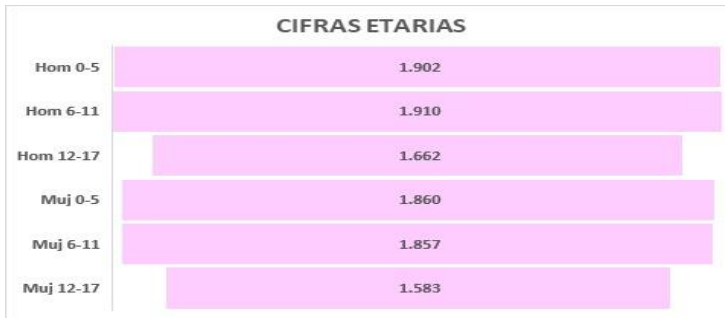 CIFRAS ETARIAS
Hom 0-5 1.902
Hom 6-11 1.910
Hom 12-17 1.662
Muj 0-5 1.860
Muj 6-11 1.857
Muj 12-17 1.583